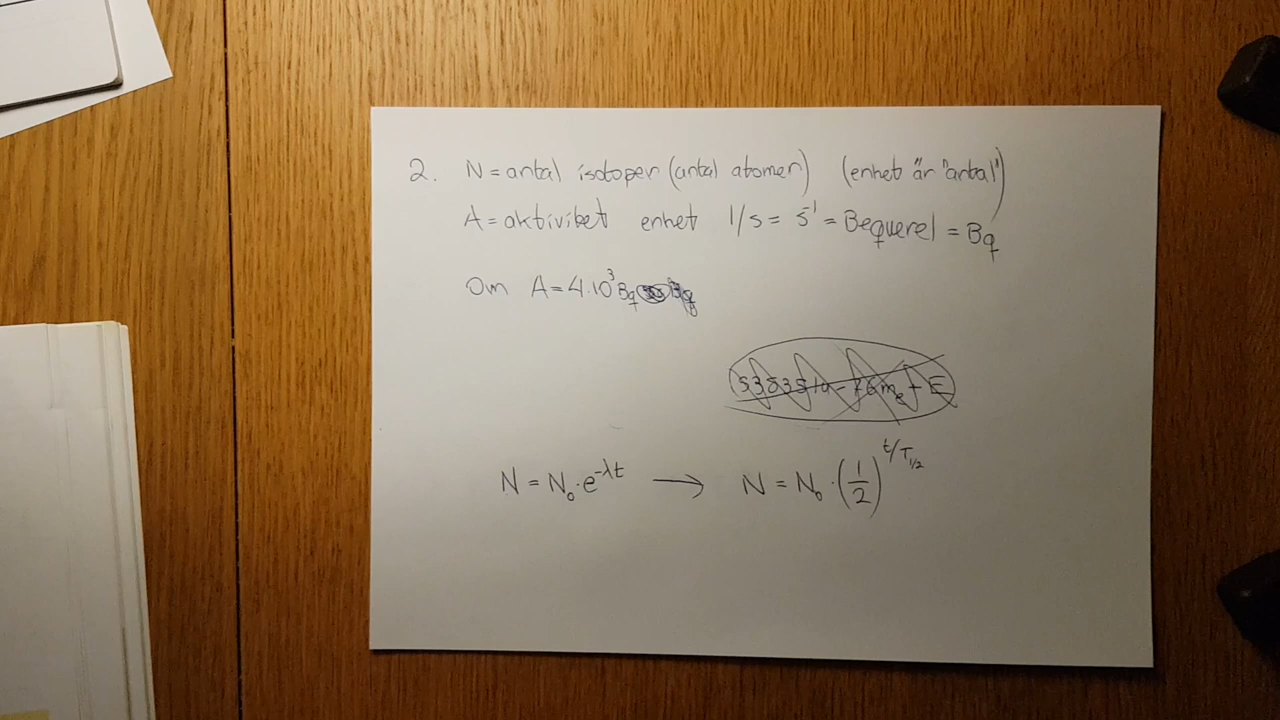 2. N = antal isotoper (antal atomer) (enhet är "antal")
A = aktivitet enhet 1/s = s⁻¹ = Bequerel = Bq
Om A = 4·10³ Bq
N = N₀·e^(-λt) → N = N₀·(1/2)^(t/T₁/₂)